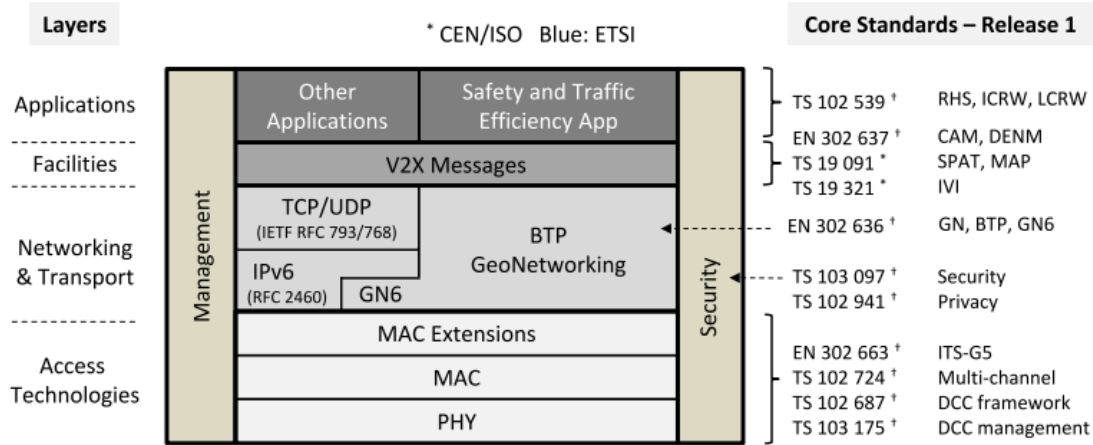 Layers
* CEN/ISO Blue: ETSI
Core Standards – Release 1
Applications
Facilities
Networking
& Transport
Access
Technologies
Management
Other
Applications
Safety and Traffic
Efficiency App
V2X Messages
TCP/UDP
(IETF RFC 793/768)
IPv6
(RFC 2460)
GN6
BTP
GeoNetworking
MAC Extensions
MAC
PHY
Security
TS 102 539 † RHS, ICRW, LCRW
EN 302 637 † CAM, DENM
TS 19 091 * SPAT, MAP
TS 19 321 * IVI
EN 302 636 † GN, BTP, GN6
TS 103 097 † Security
TS 102 941 † Privacy
EN 302 663 † ITS-G5
TS 102 724 † Multi-channel
TS 102 687 † DCC framework
TS 103 175 † DCC management